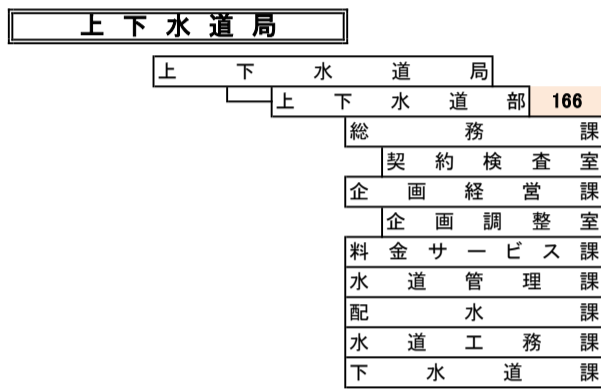 上下水道局
上下水道局
上下水道部 166
総務課
契約検査室
企画経営課
企画調整室
料金サービス課
水道管理課
配水課
水道工務課
下水道課